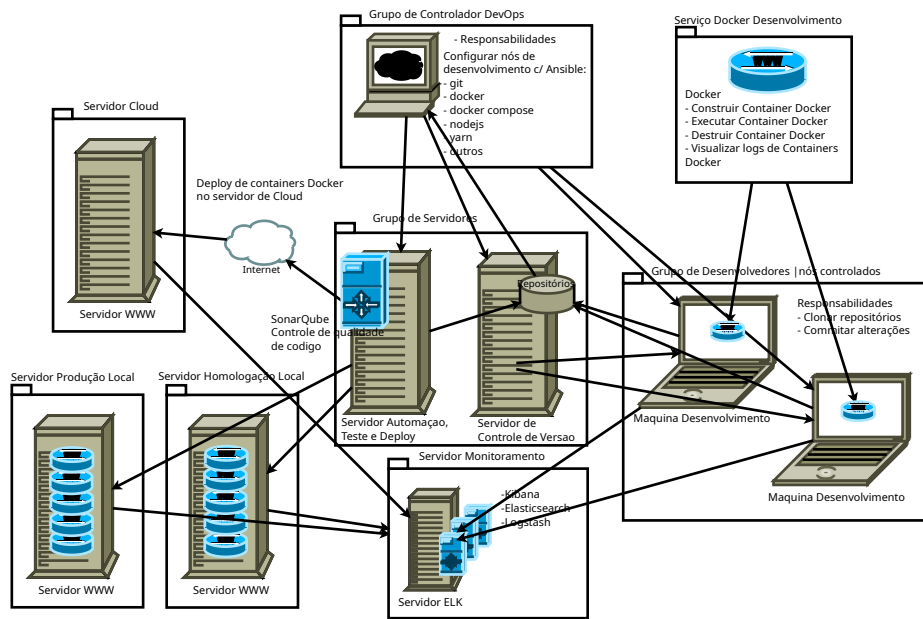 Grupo de Controlador DevOps
- Responsabilidades
Configurar nós de
desenvolvimento c/ Ansible:
- git
- docker
- docker compose
- nodejs
- yarn
- outros
Serviço Docker Desenvolvimento
Docker
- Construir Container Docker
- Executar Container Docker
- Destruir Container Docker
- Visualizar logs de Containers
Docker
Servidor Cloud
Servidor WWW
Deploy de containers Docker
no servidor de Cloud
Internet
Grupo de Servidores
Repositórios
SonarQube
Controle de qualidade
de codigo
Servidor Automaçao,
Teste e Deploy
Servidor de
Controle de Versao
Grupo de Desenvolvedores |nós controlados
Responsabilidades
- Clonar repositórios
- Commitar alterações
Maquina Desenvolvimento
Maquina Desenvolvimento
Servidor Produção Local
Servidor WWW
Servidor Homologação Local
Servidor WWW
Servidor Monitoramento
-Kibana
-Elasticsearch
-Logstash
Servidor ELK